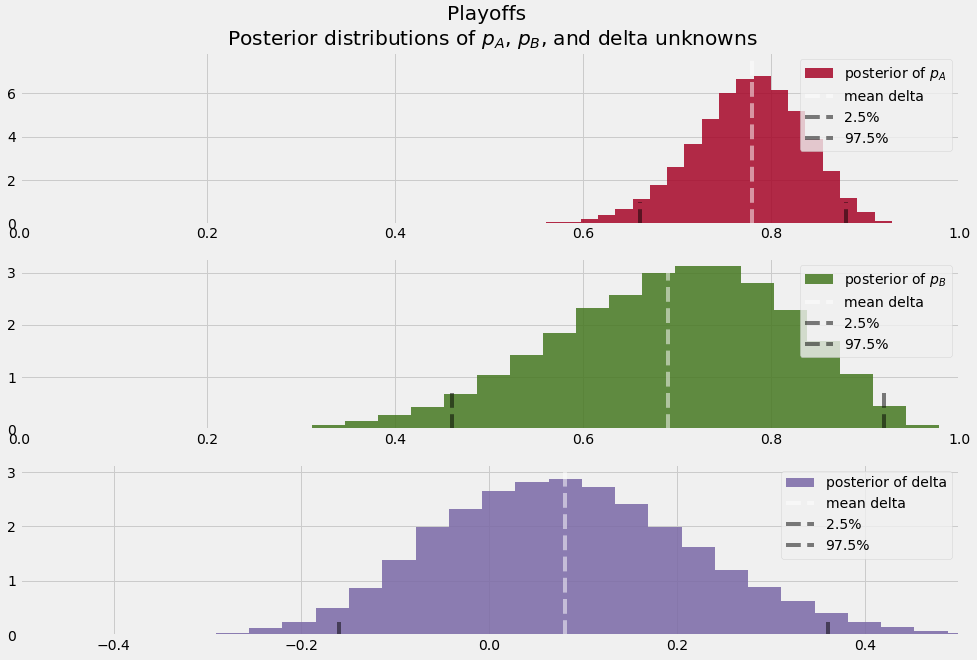 Playoffs
Posterior distributions of p_A, p_B, and delta unknowns
posterior of p_A
mean delta
2.5%
97.5%
6
4
2
0
0.0 0.2 0.4 0.6 0.8 1.0
posterior of p_B
mean delta
2.5%
97.5%
3
2
1
0
0.0 0.2 0.4 0.6 0.8 1.0
posterior of delta
mean delta
2.5%
97.5%
3
2
1
0
−0.4 −0.2 0.0 0.2 0.4